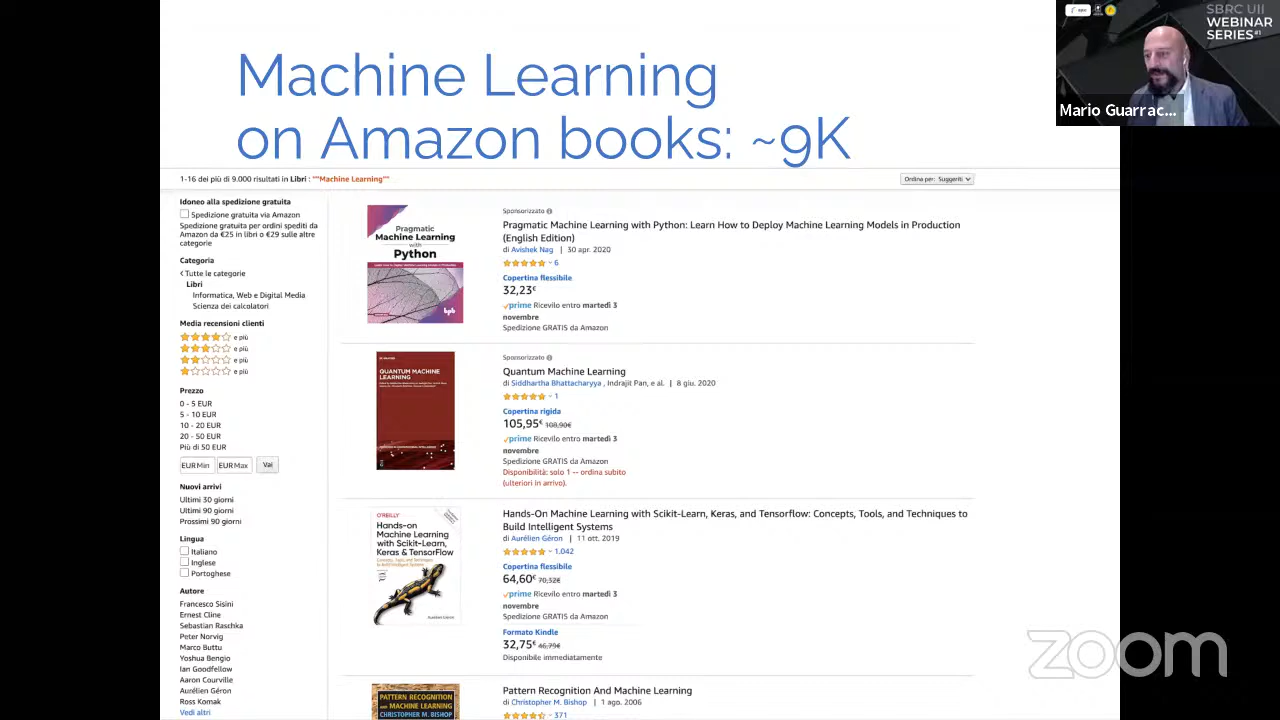 Machine Learning
on Amazon books: ~9K
SBRC UII
WEBINAR
SERIES#1
Mario Guarrac...
1-16 dei più di 9.000 risultati in Libri : ""Machine Learning""
Ordina per: Suggeriti
Idoneo alla spedizione gratuita
Spedizione gratuita via Amazon
Spedizione gratuita per ordini spediti da
Amazon da €25 in libri o €29 sulle altre
categorie
Categoria
‹ Tutte le categorie
Libri
Informatica, Web e Digital Media
Scienza dei calcolatori
Media recensioni clienti
e più
e più
e più
e più
Prezzo
0 - 5 EUR
5 - 10 EUR
10 - 20 EUR
20 - 50 EUR
Più di 50 EUR
EUR Min EUR Max Vai
Nuovi arrivi
Ultimi 30 giorni
Ultimi 90 giorni
Prossimi 90 giorni
Lingua
Italiano
Inglese
Portoghese
Autore
Francesco Sisini
Ernest Cline
Sebastian Raschka
Peter Norvig
Marco Buttu
Yoshua Bengio
Ian Goodfellow
Aaron Courville
Aurélien Géron
Ross Komak
Vedi altri
Pragmatic
Machine Learning
with
Python
bpb
Sponsorizzato
Pragmatic Machine Learning with Python: Learn How to Deploy Machine Learning Models in Production
(English Edition)
di Avishek Nag | 30 apr. 2020
6
Copertina flessibile
32,23€
prime Ricevilo entro martedì 3
novembre
Spedizione GRATIS da Amazon
QUANTUM MACHINE
LEARNING
Sponsorizzato
Quantum Machine Learning
di Siddhartha Bhattacharyya , Indrajit Pan, e al. | 8 giu. 2020
1
Copertina rigida
105,95€ 108,90€
prime Ricevilo entro martedì 3
novembre
Spedizione GRATIS da Amazon
Disponibilità: solo 1 -- ordina subito
(ulteriori in arrivo).
O'REILLY
Hands-on
Machine Learning
with Scikit-Learn,
Keras & TensorFlow
Concepts, Tools, and Techniques
to Build Intelligent Systems
Aurélien Géron
Hands-On Machine Learning with Scikit-Learn, Keras, and Tensorflow: Concepts, Tools, and Techniques to
Build Intelligent Systems
di Aurélien Géron | 11 ott. 2019
1.042
Copertina flessibile
64,60€ 70,32€
prime Ricevilo entro martedì 3
novembre
Spedizione GRATIS da Amazon
Formato Kindle
32,75€ 46,79€
Disponibile immediatamente
PATTERN RECOGNITION
AND MACHINE LEARNING
CHRISTOPHER M. BISHOP
Pattern Recognition And Machine Learning
di Christopher M. Bishop | 1 ago. 2006
371
zoom